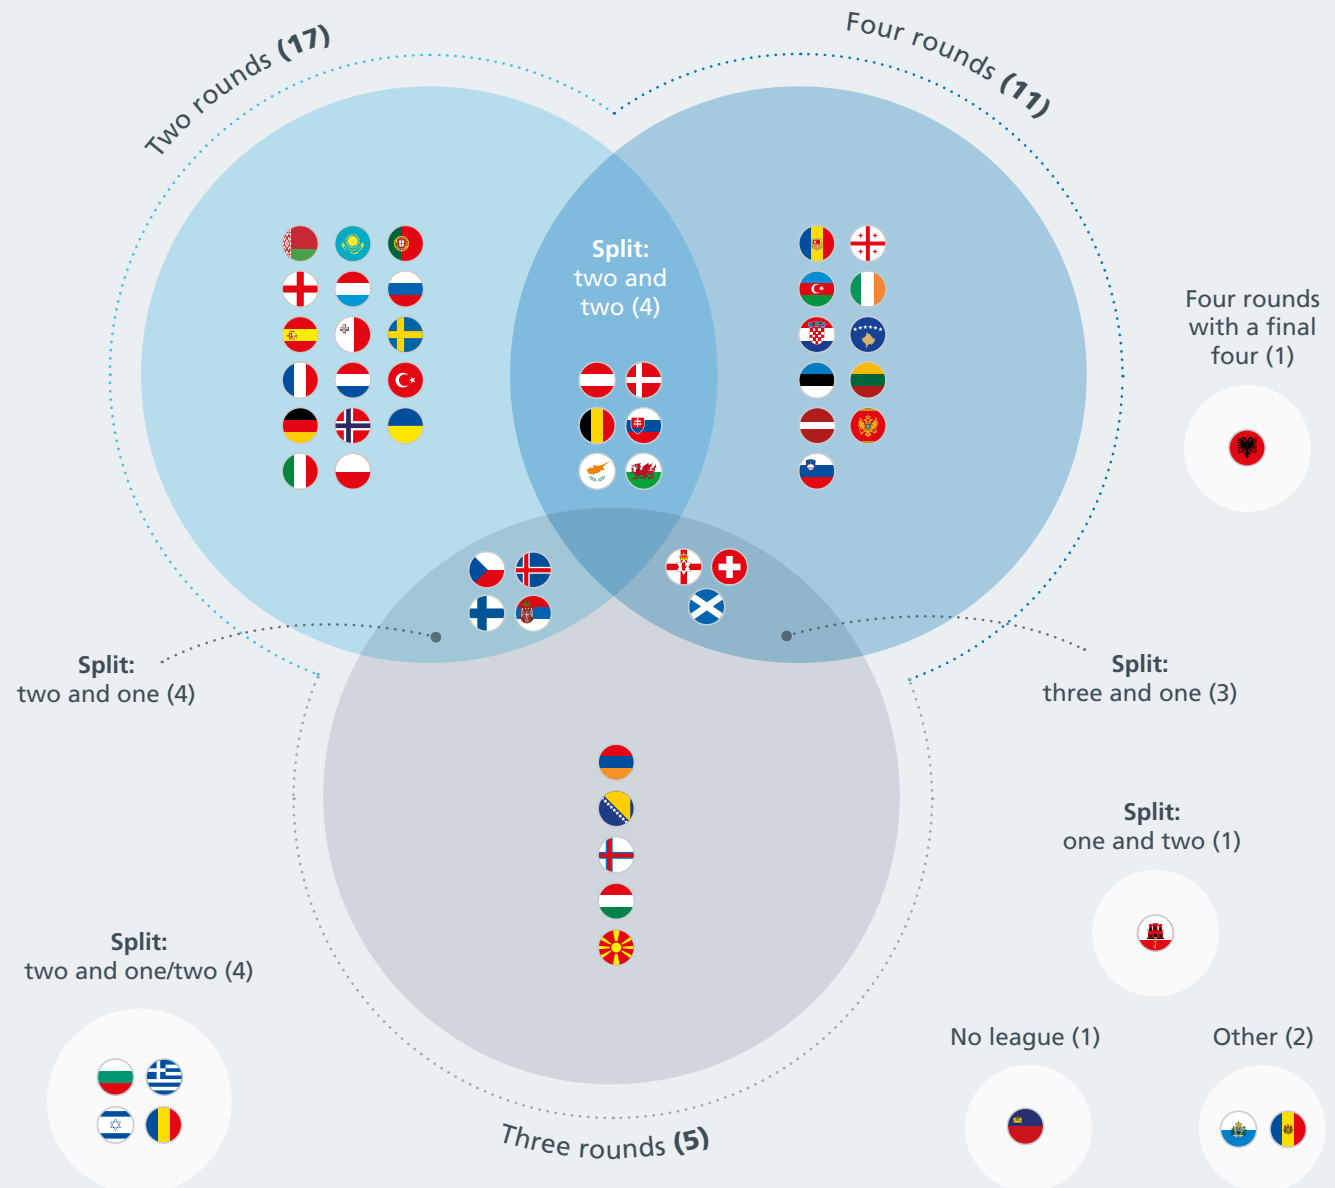 Two rounds (17)
Four rounds (11)
Split:
two and
two (4)
Four rounds
with a final
four (1)
Split:
two and one (4)
Split:
three and one (3)
Split:
one and two (1)
Split:
two and one/two (4)
No league (1)
Other (2)
Three rounds (5)